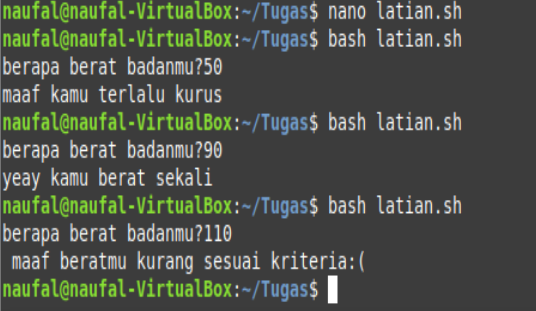 naufal@naufal-VirtualBox:~/Tugas$ nano latian.sh
naufal@naufal-VirtualBox:~/Tugas$ bash latian.sh
berapa berat badanmu?50
maaf kamu terlalu kurus
naufal@naufal-VirtualBox:~/Tugas$ bash latian.sh
berapa berat badanmu?90
yeay kamu berat sekali
naufal@naufal-VirtualBox:~/Tugas$ bash latian.sh
berapa berat badanmu?110
 maaf beratmu kurang sesuai kriteria:(
naufal@naufal-VirtualBox:~/Tugas$